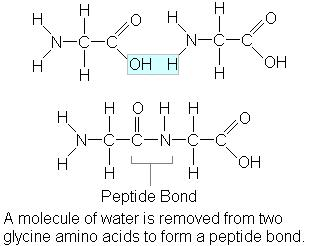 H H O H H O
N C C N C C
H H OH H H OH
H O H H O
N C C N C C
H H H OH
Peptide Bond
A molecule of water is removed from two
glycine amino acids to form a peptide bond.